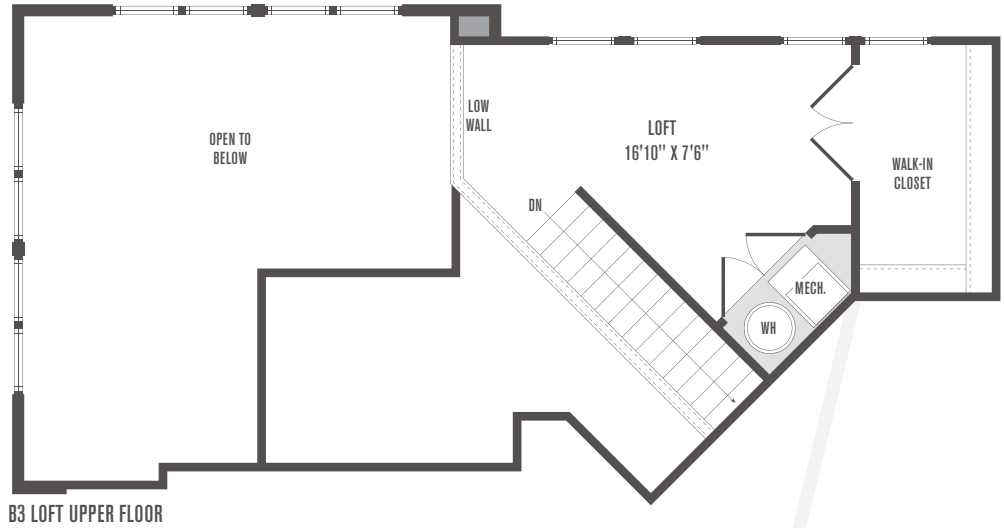 OPEN TO
BELOW
LOW
WALL
LOFT
16'10" X 7'6"
WALK-IN
CLOSET
DN
MECH.
WH
B3 LOFT UPPER FLOOR